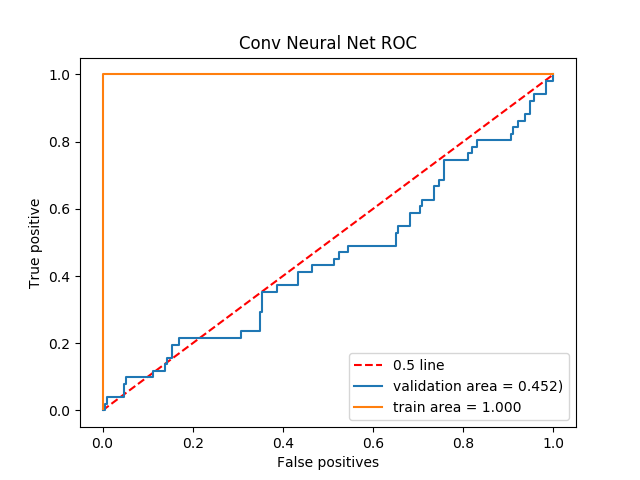 Conv Neural Net ROC
1.0
0.8
0.6
0.4
0.2
0.0
True positive
0.5 line
validation area = 0.452)
train area = 1.000
0.0 0.2 0.4 0.6 0.8 1.0
False positives